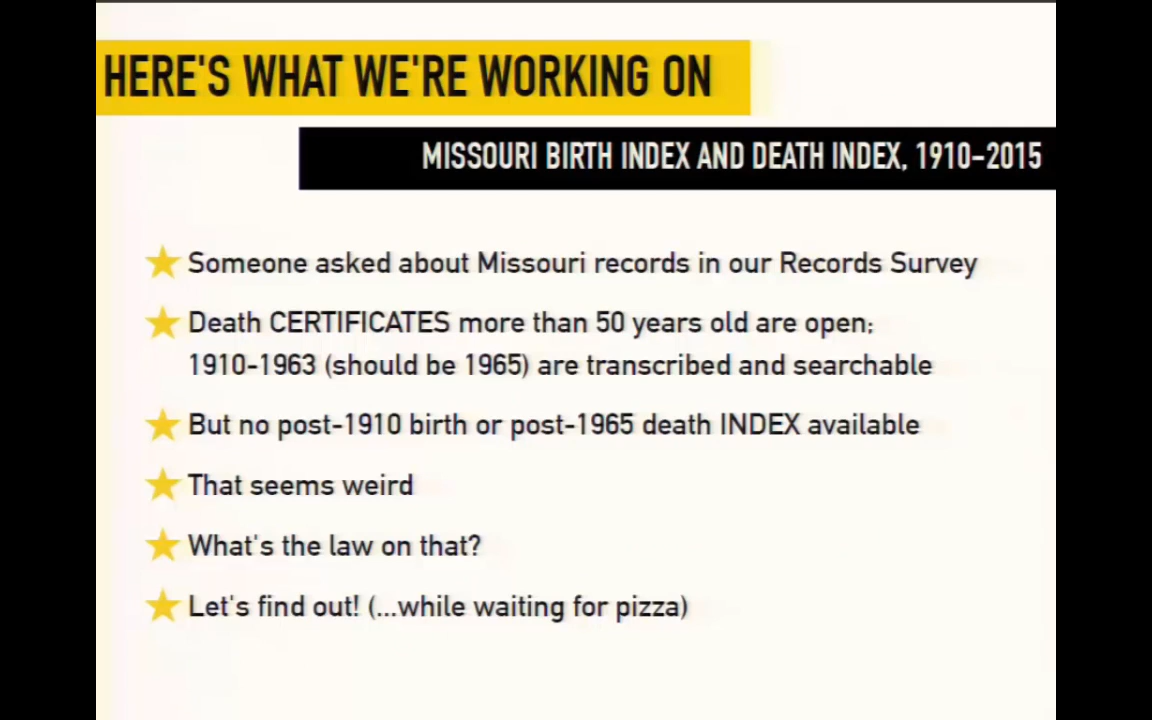 HERE'S WHAT WE'RE WORKING ON
MISSOURI BIRTH INDEX AND DEATH INDEX, 1910-2015
Someone asked about Missouri records in our Records Survey
Death CERTIFICATES more than 50 years old are open;
1910-1963 (should be 1965) are transcribed and searchable
But no post-1910 birth or post-1965 death INDEX available
That seems weird
What's the law on that?
Let's find out! (...while waiting for pizza)